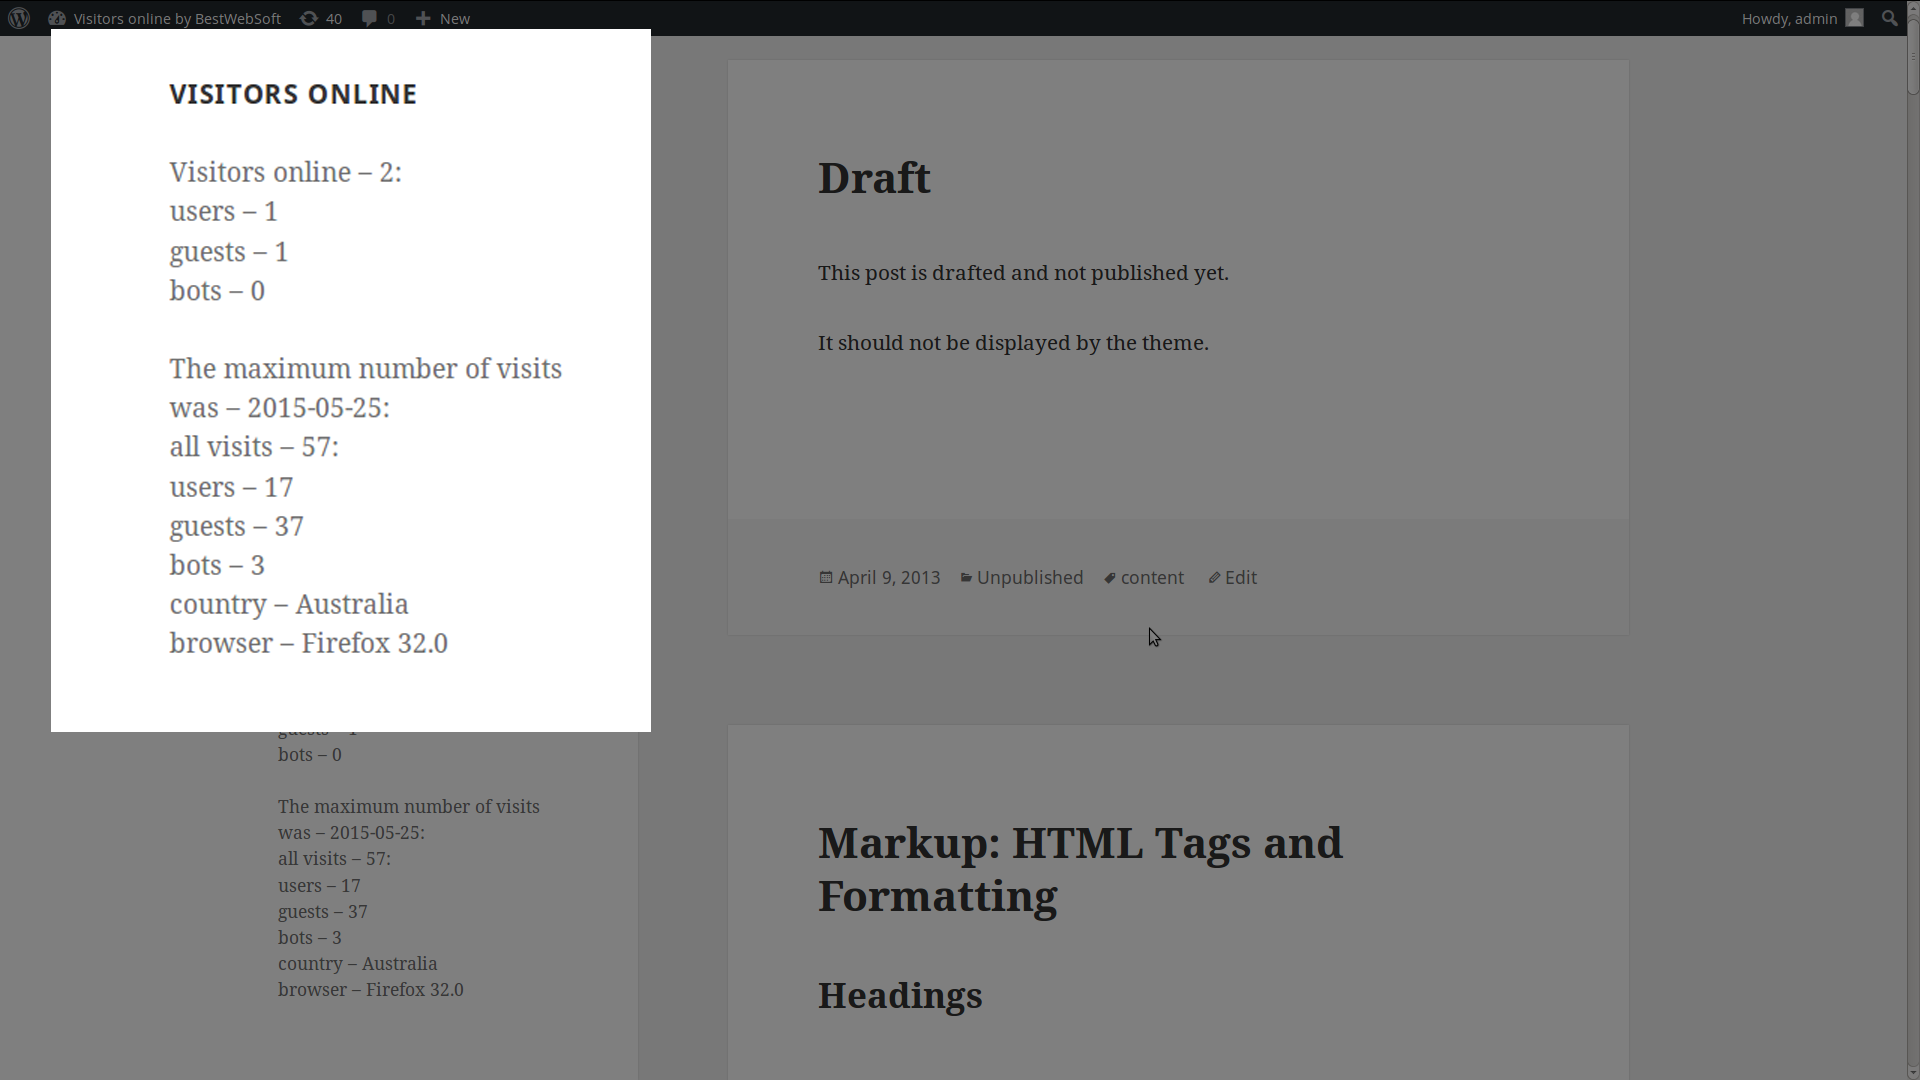 Visitors online by BestWebSoft 40 0 New Howdy, admin
VISITORS ONLINE
Visitors online – 2:
users – 1
guests – 1
bots – 0
The maximum number of visits
was – 2015-05-25:
all visits – 57:
users – 17
guests – 37
bots – 3
country – Australia
browser – Firefox 32.0
guests – 1
bots – 0
The maximum number of visits
was – 2015-05-25:
all visits – 57:
users – 17
guests – 37
bots – 3
country – Australia
browser – Firefox 32.0
Draft
This post is drafted and not published yet.
It should not be displayed by the theme.
April 9, 2013 Unpublished content Edit
Markup: HTML Tags and
Formatting
Headings